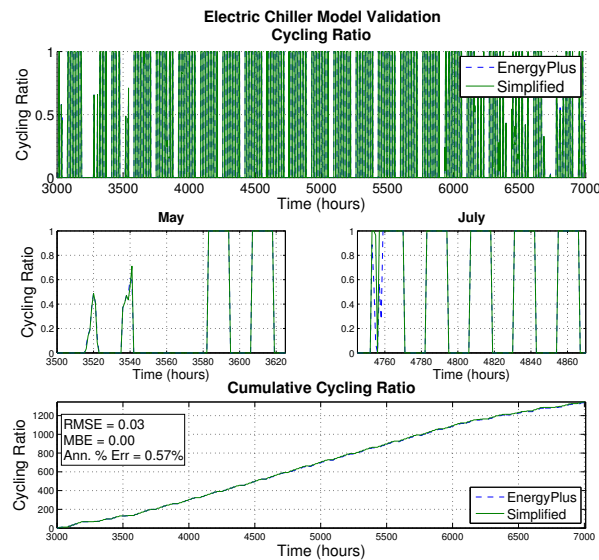 Electric Chiller Model Validation
Cycling Ratio
Cycling Ratio
1
0.5
0
EnergyPlus
Simplified
3000 3500 4000 4500 5000 5500 6000 6500 7000
Time (hours)
May
Cycling Ratio
1
0.8
0.6
0.4
0.2
0
3500 3520 3540 3560 3580 3600 3620
Time (hours)
July
1
0.8
0.6
0.4
0.2
0
4760 4780 4800 4820 4840 4860
Time (hours)
Cumulative Cycling Ratio
Cycling Ratio
1200
1000
800
600
400
200
0
RMSE = 0.03
MBE = 0.00
Ann. % Err = 0.57%
EnergyPlus
Simplified
3000 3500 4000 4500 5000 5500 6000 6500 7000
Time (hours)